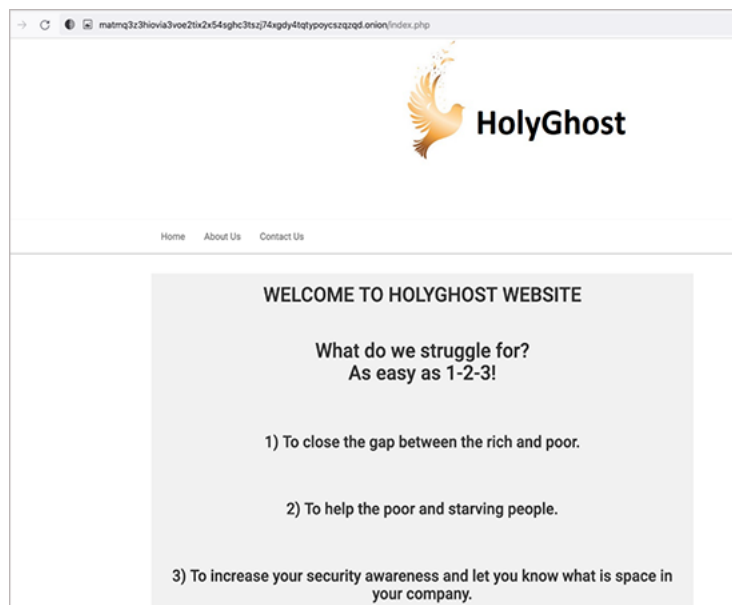 matmq3z3hiovia3voe2tix2x54sghc3tszj74xgdy4tqtypoycszqzqd.onion/index.php
HolyGhost
Home About Us Contact Us
WELCOME TO HOLYGHOST WEBSITE
What do we struggle for?
As easy as 1-2-3!
1) To close the gap between the rich and poor.
2) To help the poor and starving people.
3) To increase your security awareness and let you know what is space in
your company.